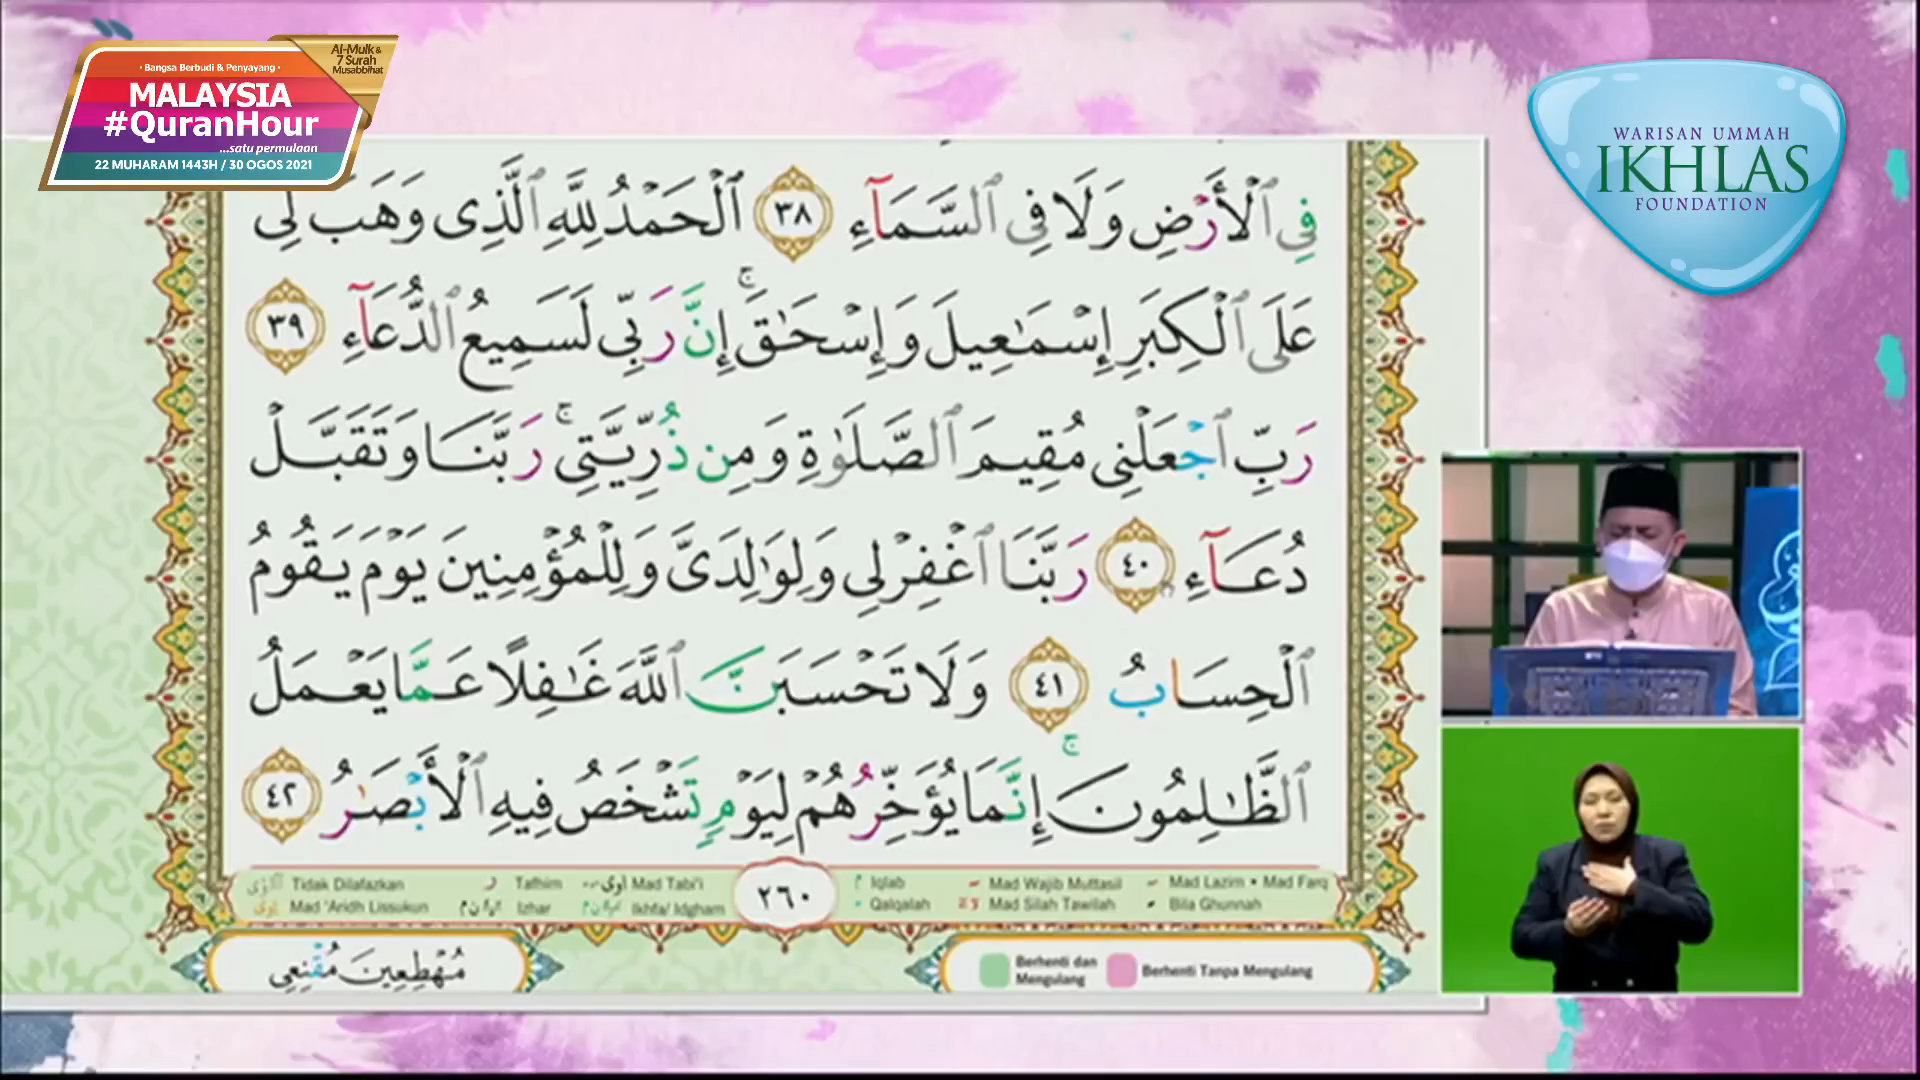 Al-Mulk &
7 Surah
Musabbihat
• Bangsa Berbudi & Penyayang •
MALAYSIA
#QuranHour
...satu permulaan
22 MUHARAM 1443H / 30 OGOS 2021
WARISAN UMMAH
IKHLAS
FOUNDATION
فِى ٱلْأَرْضِ وَلَا فِى ٱلسَّمَآءِ ٣٨ ٱلْحَمْدُ لِلَّهِ ٱلَّذِى وَهَبَ لِى
عَلَى ٱلْكِبَرِ إِسْمَـٰعِيلَ وَإِسْحَـٰقَ ۚ إِنَّ رَبِّى لَسَمِيعُ ٱلدُّعَآءِ ٣٩
رَبِّ ٱجْعَلْنِى مُقِيمَ ٱلصَّلَوٰةِ وَمِن ذُرِّيَّتِى ۚ رَبَّنَا وَتَقَبَّلْ
دُعَآءِ ٤٠ رَبَّنَا ٱغْفِرْ لِى وَلِوَٰلِدَىَّ وَلِلْمُؤْمِنِينَ يَوْمَ يَقُومُ
ٱلْحِسَابُ ٤١ وَلَا تَحْسَبَنَّ ٱللَّهَ غَـٰفِلًا عَمَّا يَعْمَلُ
ٱلظَّـٰلِمُونَ ۚ إِنَّمَا يُؤَخِّرُهُمْ لِيَوْمٍ تَشْخَصُ فِيهِ ٱلْأَبْصَـٰرُ ٤٢
Tidak Dilafazkan Tafhim اوى Mad Tabi'i ٢٦٠ Iqlab Mad Wajib Muttasil Mad Lazim • Mad Farq
Mad 'Aridh Lissukun Izhar Ikhfa/ Idgham Qalqalah Mad Silah Tawilah Bila Ghunnah
مُهْطِعِينَ مُقْنِعِى
Berhenti dan Mengulang
Berhenti Tanpa Mengulang